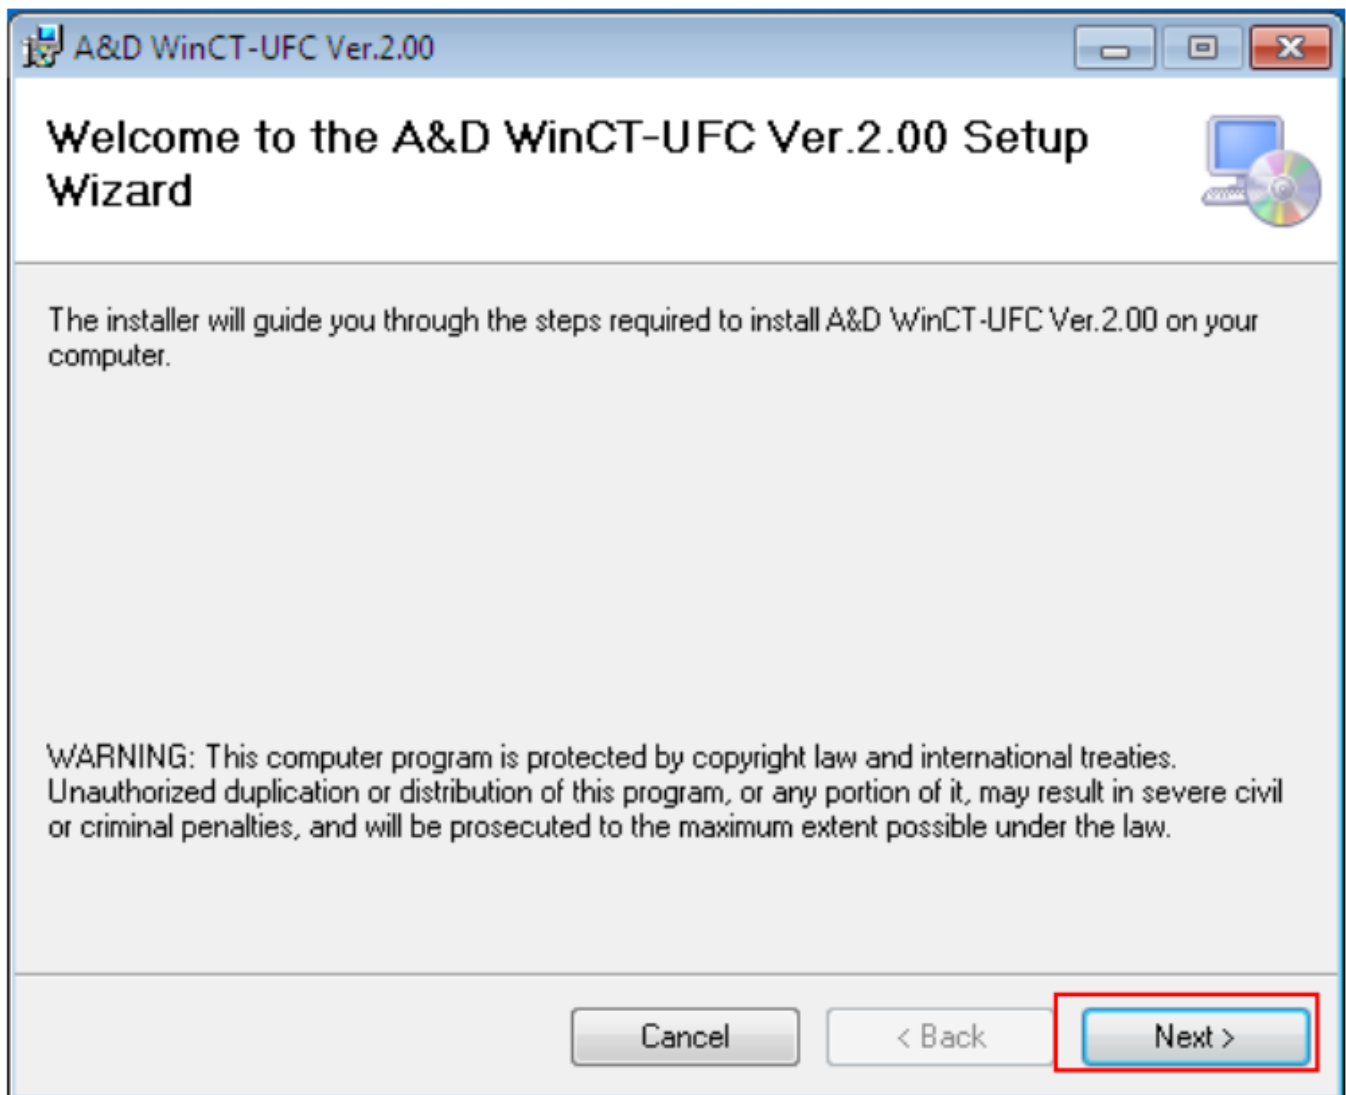 A&D WinCT-UFC Ver.2.00
Welcome to the A&D WinCT-UFC Ver.2.00 Setup
Wizard
The installer will guide you through the steps required to install A&D WinCT-UFC Ver.2.00 on your
computer.
WARNING: This computer program is protected by copyright law and international treaties.
Unauthorized duplication or distribution of this program, or any portion of it, may result in severe civil
or criminal penalties, and will be prosecuted to the maximum extent possible under the law.
Cancel
< Back
Next >